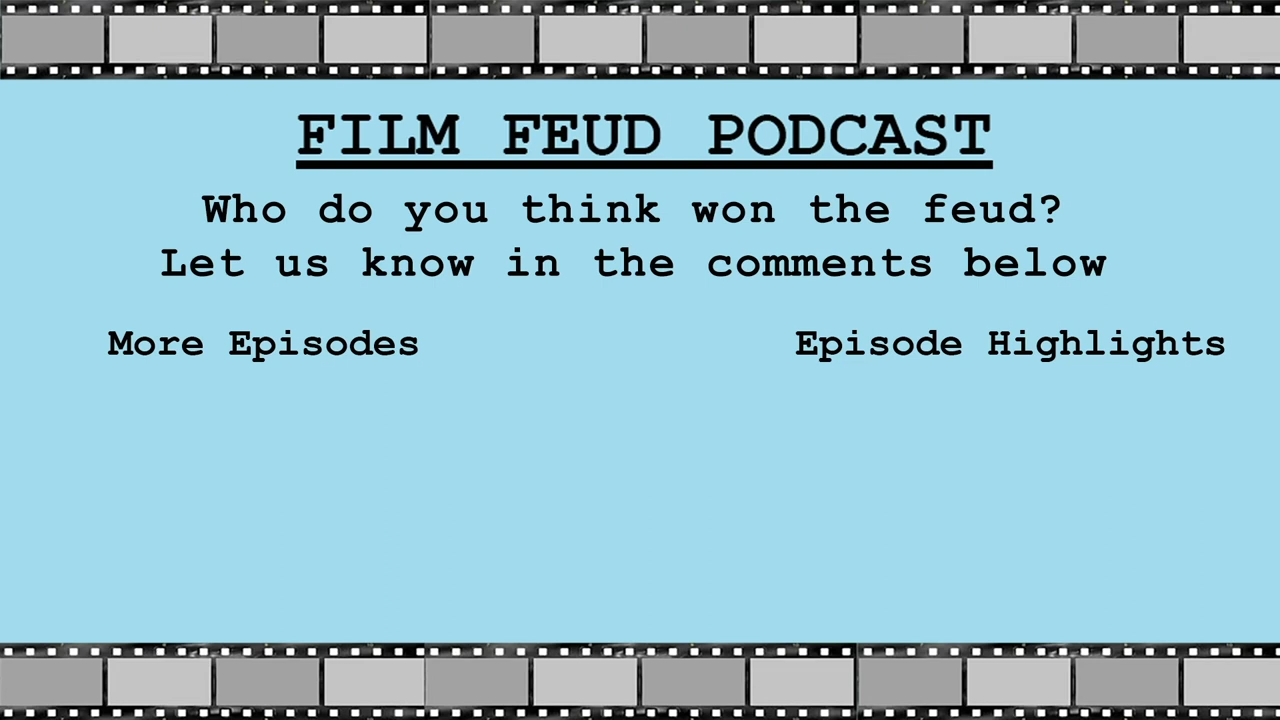 FILM FEUD PODCAST
Who do you think won the feud?
Let us know in the comments below
More Episodes
Episode Highlights